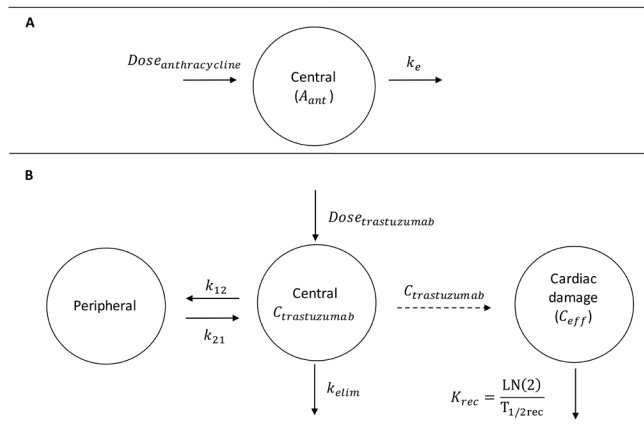 A
Dose_anthracycline
Central
(A_ant)
k_e
B
Dose_trastuzumab
Peripheral
k_12
k_21
Central
C_trastuzumab
C_trastuzumab
Cardiac
damage
(C_eff)
k_elim
K_rec = LN(2) / T_1/2rec